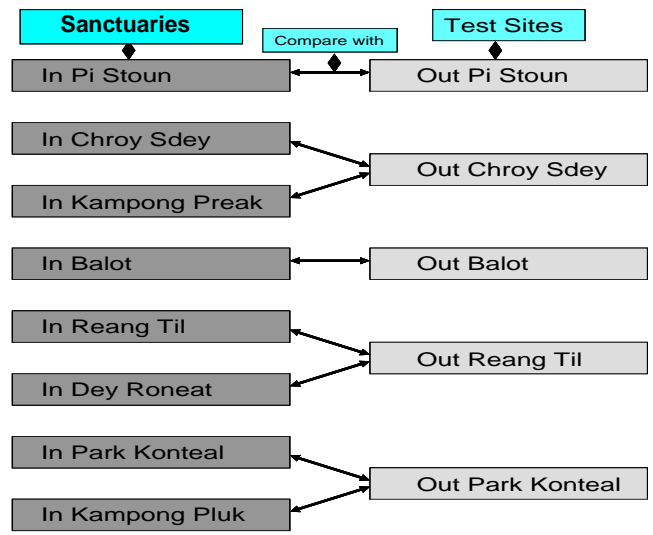 Sanctuaries
Compare with
Test Sites
In Pi Stoun
Out Pi Stoun
In Chroy Sdey
Out Chroy Sdey
In Kampong Preak
In Balot
Out Balot
In Reang Til
Out Reang Til
In Dey Roneat
In Park Konteal
Out Park Konteal
In Kampong Pluk